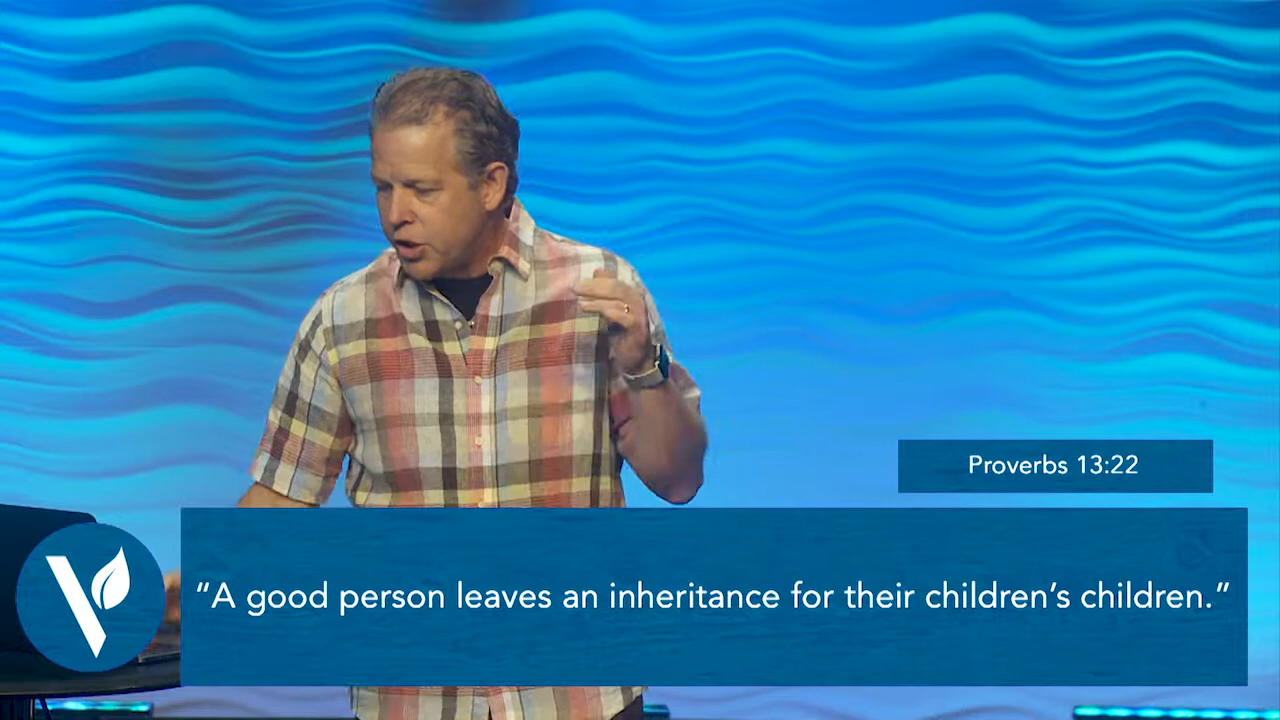 Proverbs 13:22
“A good person leaves an inheritance for their children’s children.”